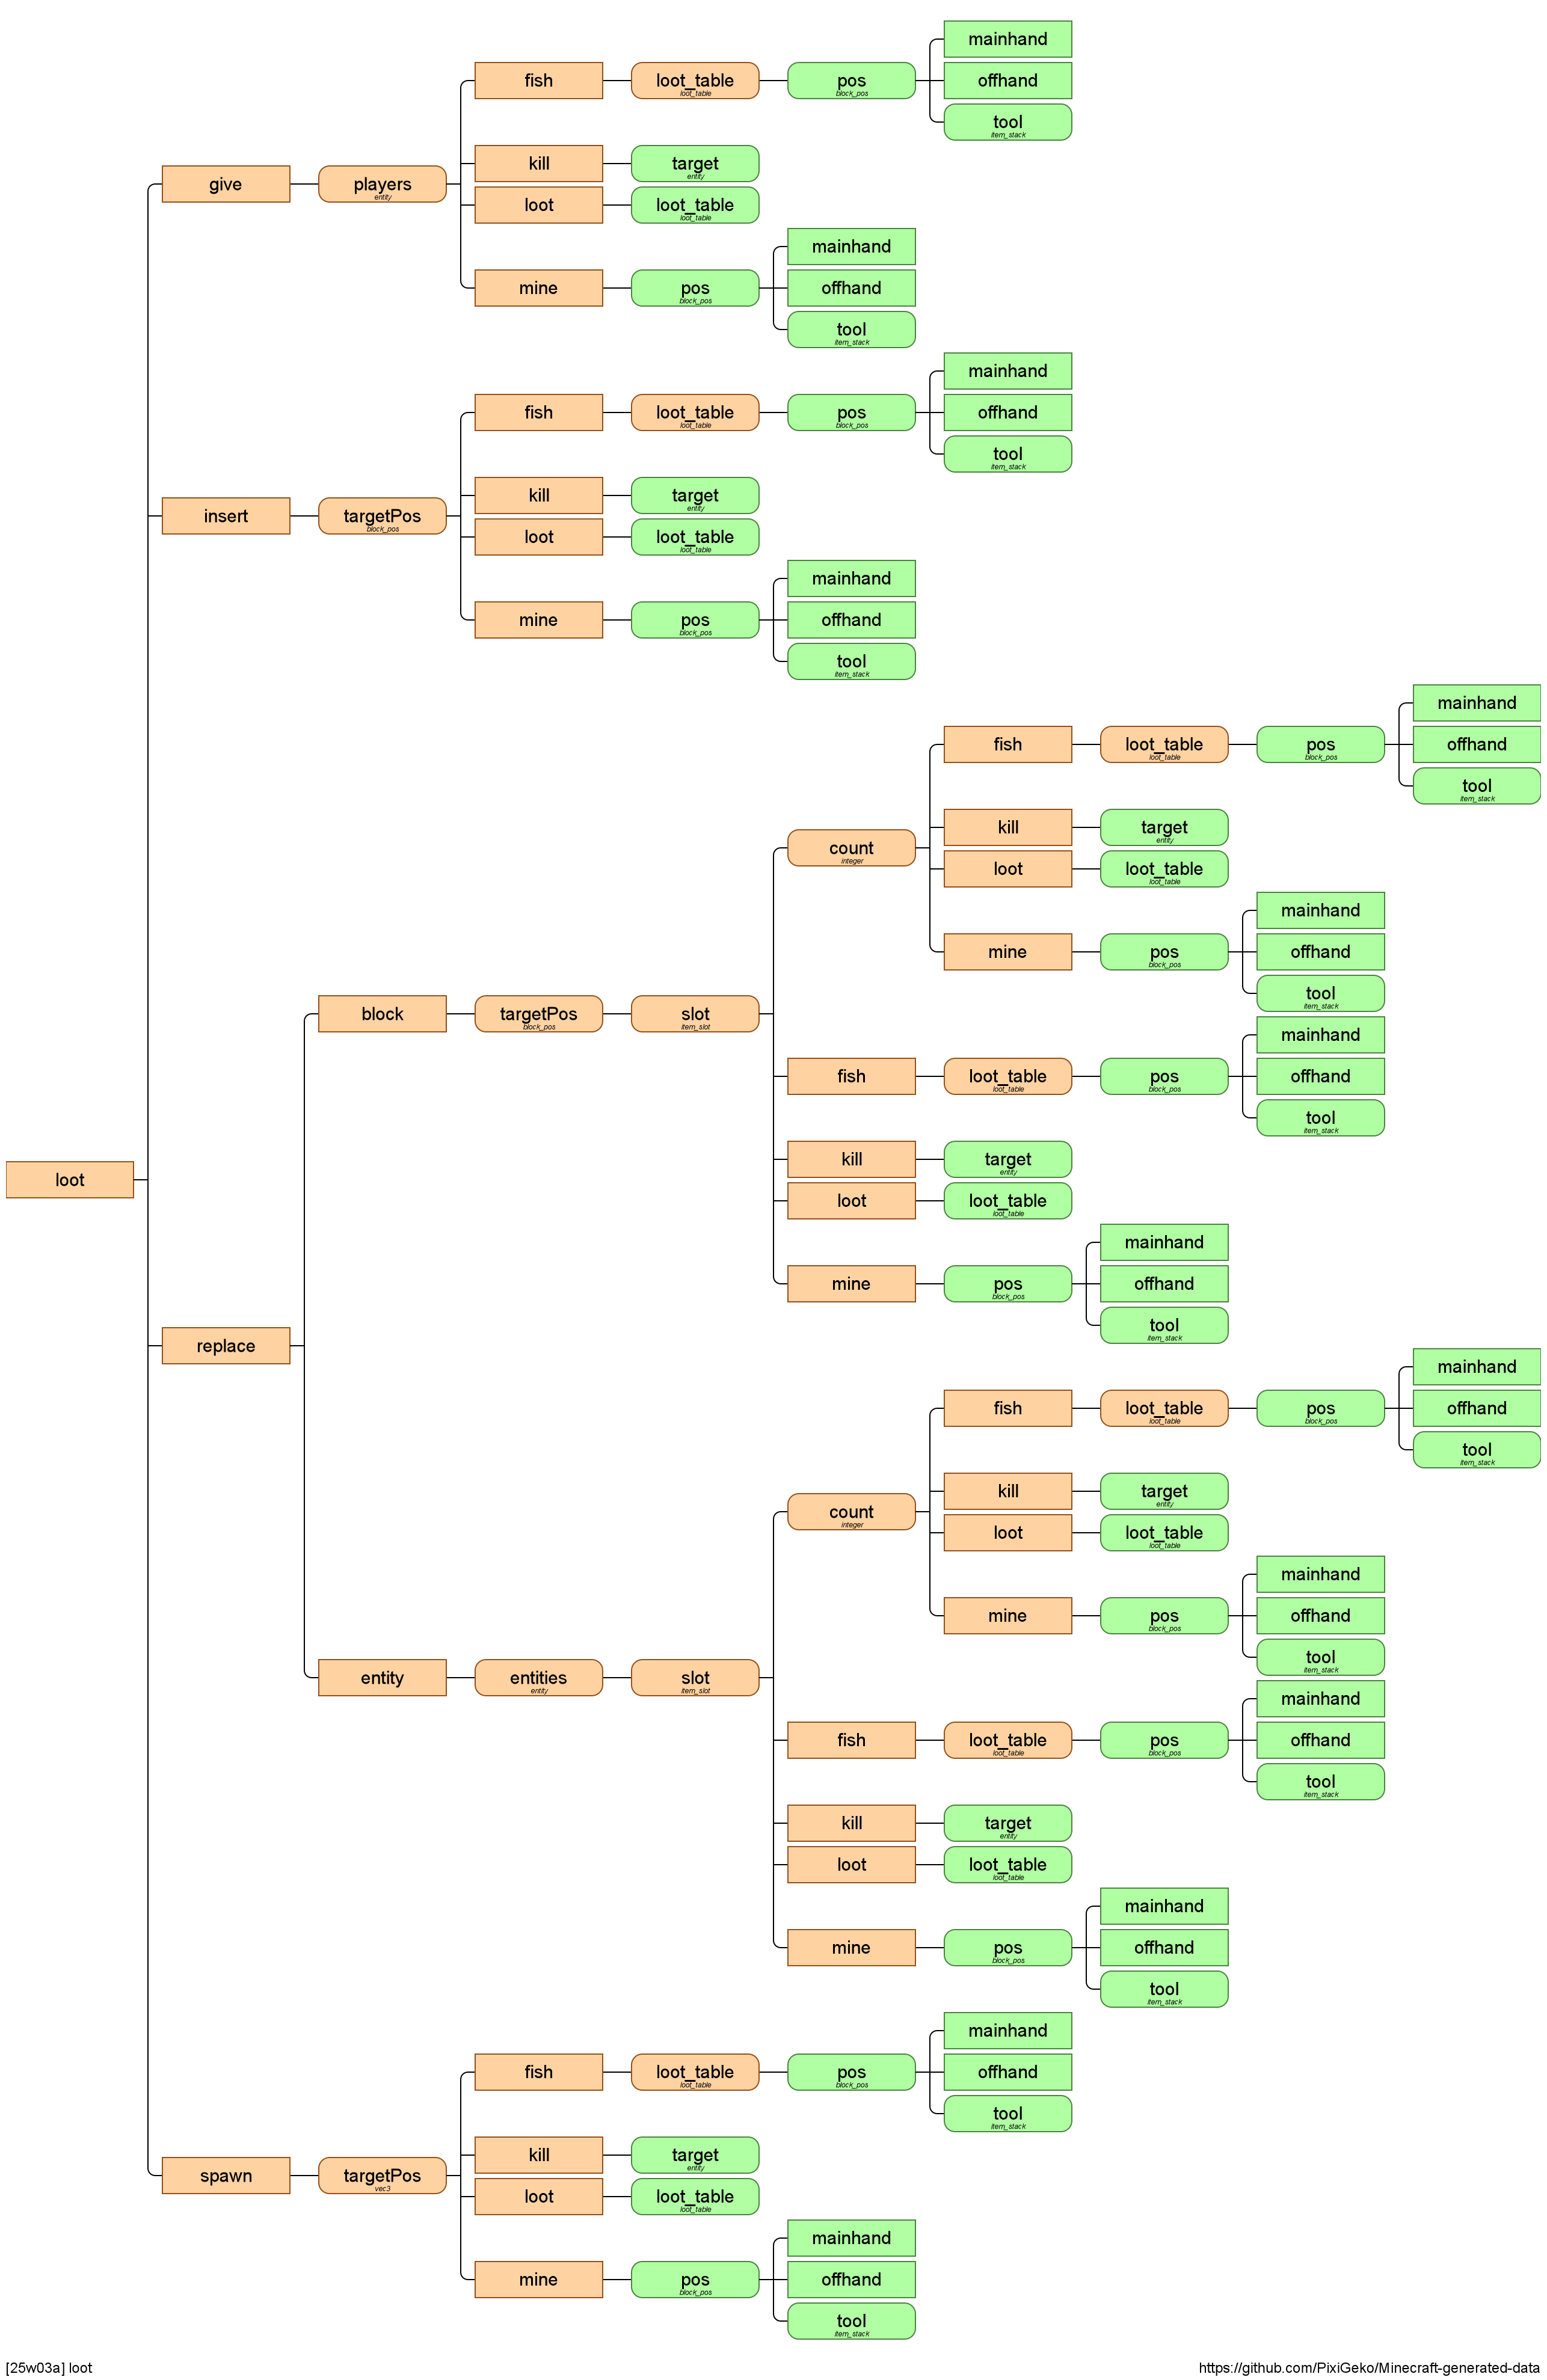 mainhand
fish
loot_table
loot_table
pos
block_pos
offhand
tool
item_stack
kill
target
entity
give
players
entity
loot
loot_table
loot_table
mainhand
mine
pos
block_pos
offhand
tool
item_stack
mainhand
fish
loot_table
loot_table
pos
block_pos
offhand
tool
item_stack
kill
target
entity
insert
targetPos
block_pos
loot
loot_table
loot_table
mainhand
mine
pos
block_pos
offhand
tool
item_stack
mainhand
fish
loot_table
loot_table
pos
block_pos
offhand
tool
item_stack
kill
target
entity
count
integer
loot
loot_table
loot_table
mainhand
mine
pos
block_pos
offhand
tool
item_stack
block
targetPos
block_pos
slot
item_slot
mainhand
fish
loot_table
loot_table
pos
block_pos
offhand
tool
item_stack
kill
target
entity
loot
loot
loot_table
loot_table
mainhand
mine
pos
block_pos
offhand
tool
item_stack
replace
mainhand
fish
loot_table
loot_table
pos
block_pos
offhand
tool
item_stack
kill
target
entity
count
integer
loot
loot_table
loot_table
mainhand
mine
pos
block_pos
offhand
tool
item_stack
entity
entities
entity
slot
item_slot
mainhand
fish
loot_table
loot_table
pos
block_pos
offhand
tool
item_stack
kill
target
entity
loot
loot_table
loot_table
mainhand
mine
pos
block_pos
offhand
tool
item_stack
mainhand
fish
loot_table
loot_table
pos
block_pos
offhand
tool
item_stack
kill
target
entity
spawn
targetPos
vec3
loot
loot_table
loot_table
mainhand
mine
pos
block_pos
offhand
tool
item_stack
[25w03a] loot
https://github.com/PixiGeko/Minecraft-generated-data